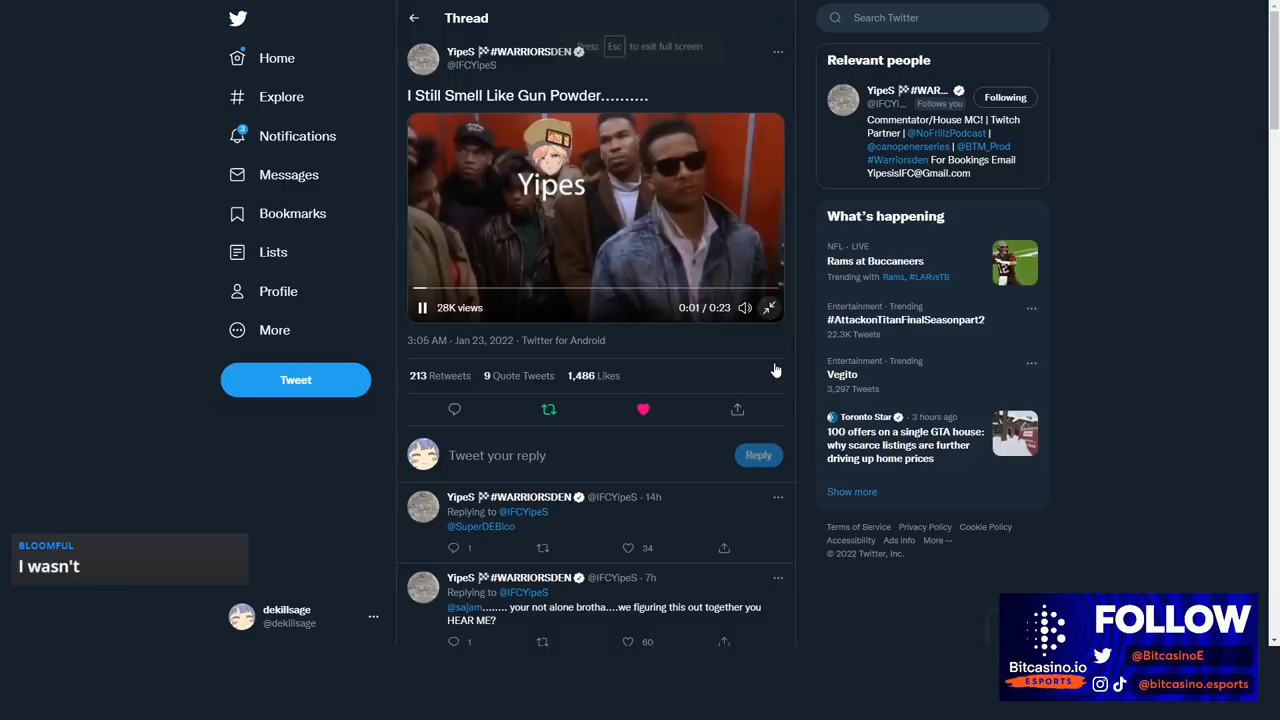 Thread
Search Twitter
Home
Explore
3
Notifications
Messages
Bookmarks
Lists
Profile
More
Tweet
YipeS #WARRIORSDEN
@IFCYipeS
Press Esc to exit full screen
I Still Smell Like Gun Powder..........
Yipes
28K views
0:01 / 0:23
3:05 AM · Jan 23, 2022 · Twitter for Android
213 Retweets 9 Quote Tweets 1,486 Likes
Tweet your reply
Reply
YipeS #WARRIORSDEN @IFCYipeS · 14h
Replying to @IFCYipeS
@SuperDEBlco
1 34
YipeS #WARRIORSDEN @IFCYipeS · 7h
Replying to @IFCYipeS
@sajam........ your not alone brotha....we figuring this out together you
HEAR ME?
1 60
Relevant people
YipeS #WAR...
@IFCYi... Follows you
Following
Commentator/House MC! | Twitch
Partner | @NoFrillzPodcast |
@canopenerseries | @BTM_Prod
#Warriorsden For Bookings Email
YipesisIFC@Gmail.com
What's happening
NFL · LIVE
Rams at Buccaneers
Trending with Rams, #LARvsTB
Entertainment · Trending
#AttackonTitanFinalSeasonpart2
22.3K Tweets
Entertainment · Trending
Vegito
3,297 Tweets
Toronto Star · 3 hours ago
100 offers on a single GTA house:
why scarce listings are further
driving up home prices
Show more
Terms of Service Privacy Policy Cookie Policy
Accessibility Ads info More ···
© 2022 Twitter, Inc.
BLOOMFUL
I wasn't
dekillsage
@dekillsage
Bitcasino.io
ESPORTS
FOLLOW
@BitcasinoE
@bitcasino.esports